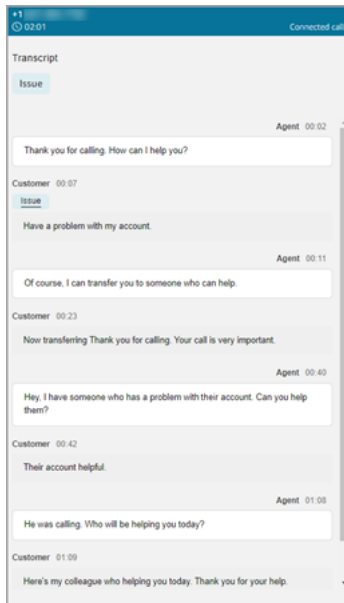 +1
02:01 Connected call
Transcript
Issue
Agent 00:02
Thank you for calling. How can I help you?
Customer 00:07
Issue
Have a problem with my account.
Agent 00:11
Of course, I can transfer you to someone who can help.
Customer 00:23
Now transferring Thank you for calling. Your call is very important.
Agent 00:40
Hey, I have someone who has a problem with their account. Can you help
them?
Customer 00:42
Their account helpful.
Agent 01:08
He was calling. Who will be helping you today?
Customer 01:09
Here's my colleague who helping you today. Thank you for your help.